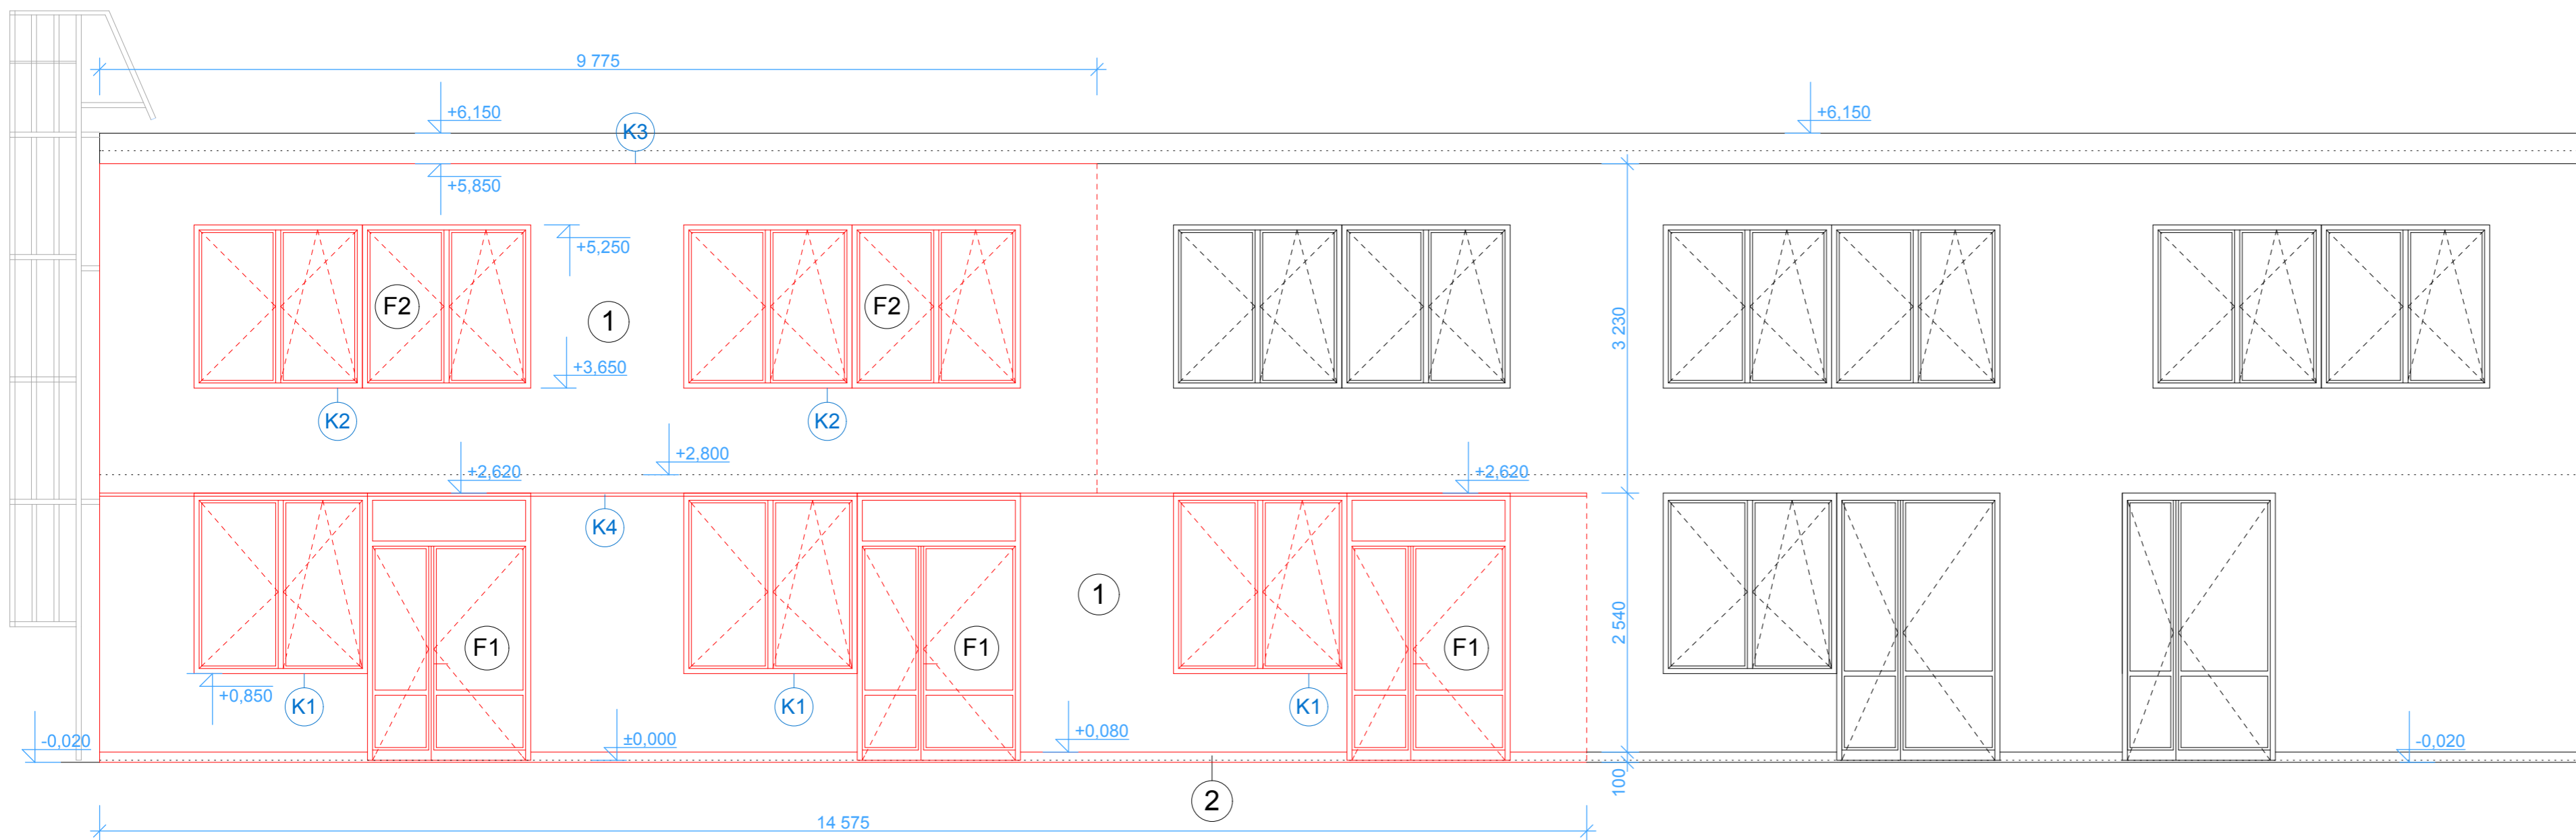 9 775
+6,150
K3
+6,150
+5,850
+5,250
F2
1
F2
3 230
+3,650
K2
K2
+2,800
+2,620
+2,620
K4
1
2 540
F1
F1
F1
+0,850
K1
K1
K1
-0,020
±0,000
+0,080
-0,020
100
2
14 575